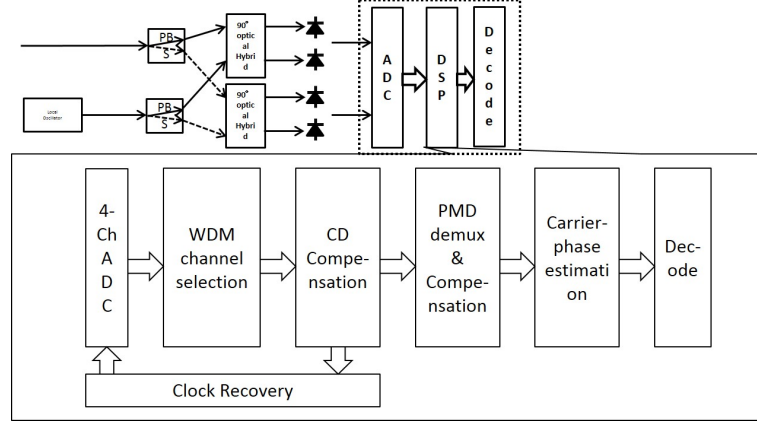 PB
S
90°
optic
al
Hybri
d
Local
Oscillator
PB
S
90°
optic
al
Hybri
d
A
D
C
D
S
P
D
e
c
o
d
e
4-
Ch
A
D
C
WDM
channel
selection
CD
Compe-
nsation
PMD
demux
&
Compe-
nsation
Carrier-
phase
estimati
on
Dec-
ode
Clock Recovery